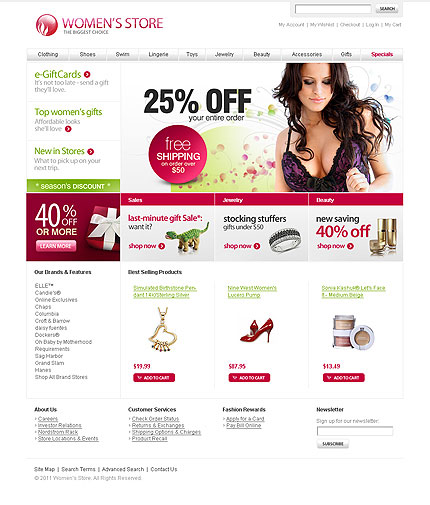 WOMEN'S STORE
THE BIGGEST CHOICE
SEARCH
My Account | My Wishlist | Checkout | Log In | My Cart
Clothing Shoes Swim Lingerie Toys Jewelry Beauty Accessories Gifts Specials
e-GiftCards
It's not too late - send a gift
they'll love.
Top women's gifts
Affordable looks
she'll love
New in Stores
What to pick up on your
next trip.
* season's DISCOUNT *
25% OFF
your entire order
free
SHIPPING
on order over
$50
40%
OFF
OR MORE
LEARN MORE
Sales
last-minute gift Sale*:
want it?
shop now
Jewelry
stocking stuffers
gifts under $50
shop now
Beauty
new saving
40% off
shop now
Our Brands & Features
ELLE™
Candie's®
Online Exclusives
Chaps
Columbia
Croft & Barrow
daisy fuentes
Dockers®
Oh Baby by Motherhood
Requirements
Sag Harbor
Grand Slam
Hanes
Shop All Brand Stores
Best Selling Products
Simulated Birthstone Pen-
dant 14K/Sterling Silver
$19.99
ADD TO CART
Nine West Women's
Lucero Pump
$87.95
ADD TO CART
Sonia Kashuk® Let's Face
It - Medium Beige
$13.49
ADD TO CART
About Us
Careers
Investor Relations
Nordstrom Rack
Store Locations & Events
Customer Services
Check Order Status
Returns & Exchanges
Shipping Options & Charges
Product Recall
Fashion Rewards
Apply for a Card
Pay Bill Online
Newsletter
Sign up for our newsletter:
SUBSCRIBE
Site Map | Search Terms | Advanced Search | Contact Us
© 2011 Women's Store. All Rights Reserved.